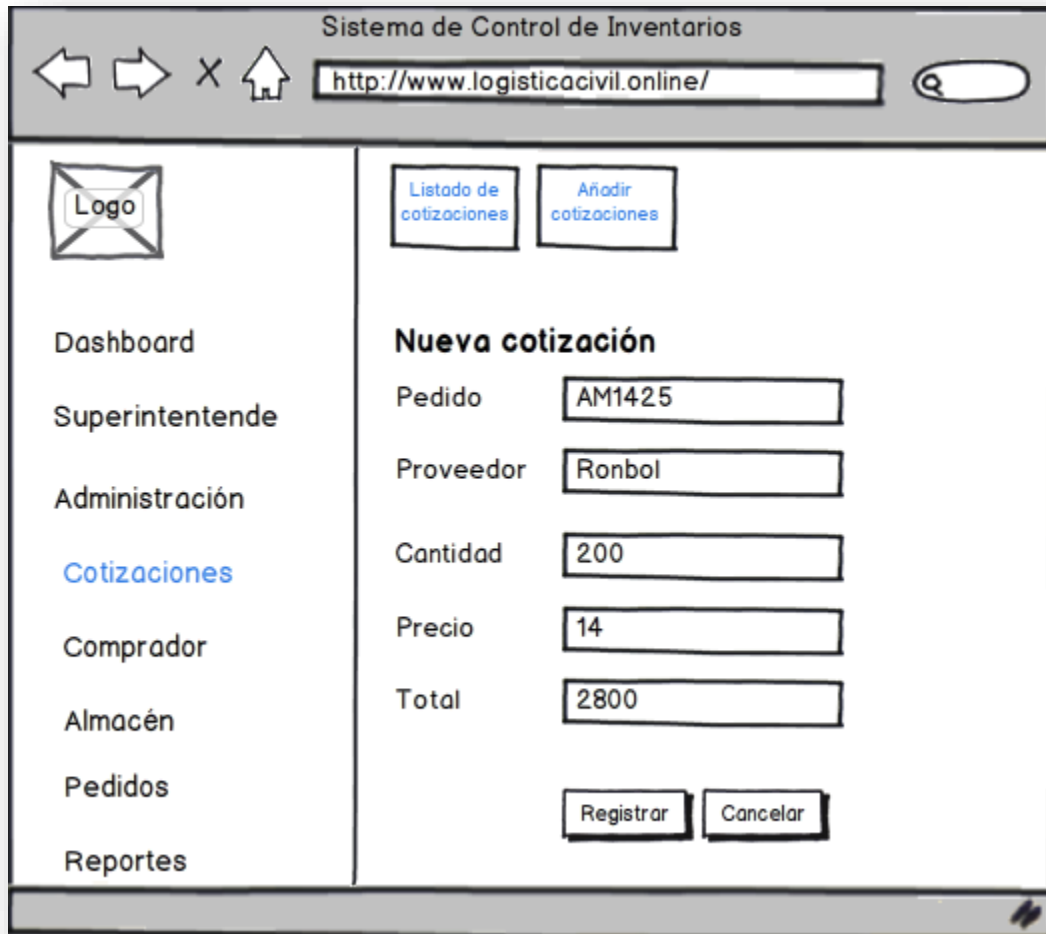 Sistema de Control de Inventarios
http://www.logisticacivil.online/
Logo
Listado de
cotizaciones
Añadir
cotizaciones
Dashboard
Superintentende
Administración
Cotizaciones
Comprador
Almacén
Pedidos
Reportes
Nueva cotización
Pedido AM1425
Proveedor Ronbol
Cantidad 200
Precio 14
Total 2800
Registrar Cancelar